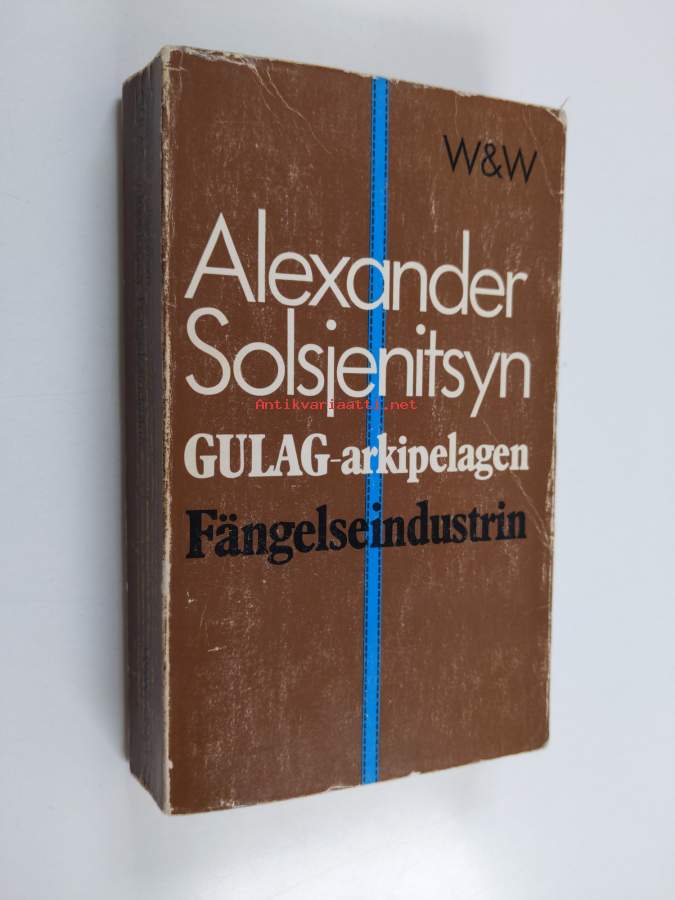 W&W
Alexander
Solsjenitsyn
Antikvariaatti.net
GULAG-arkipelagen
Fängelseindustrin